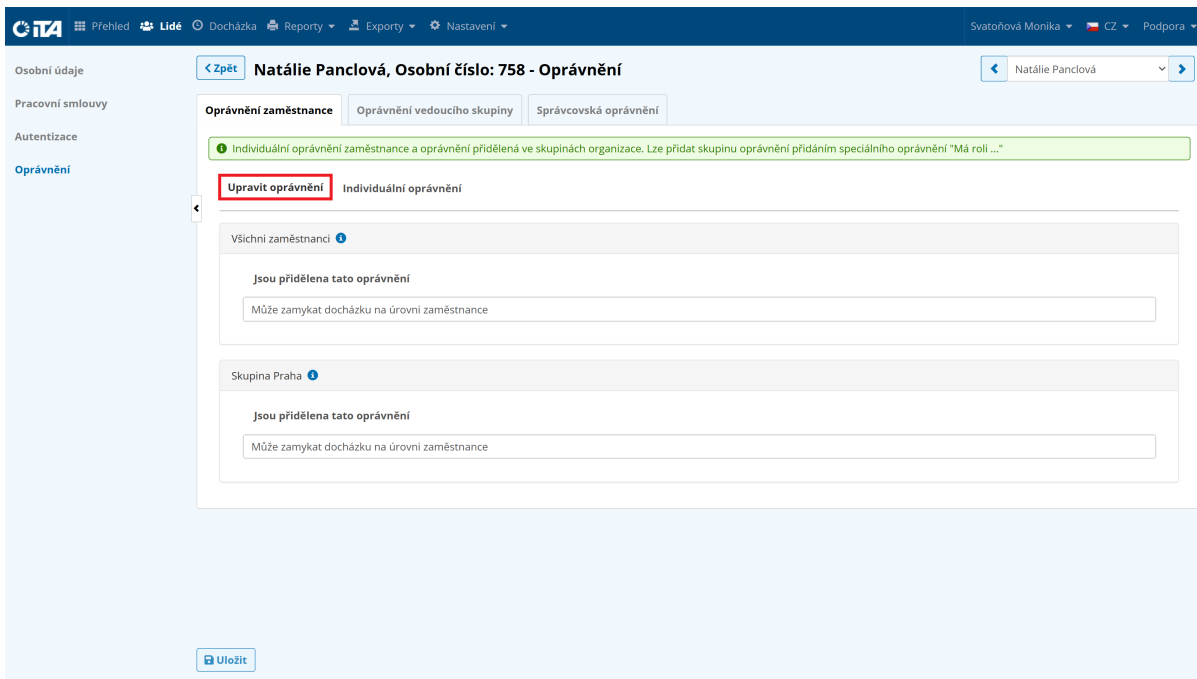 iTA Přehled Lidé Docházka Reporty Exporty Nastavení Svatoňová Monika CZ Podpora
Osobní údaje
Pracovní smlouvy
Autentizace
Oprávnění
Zpět Natálie Panclová, Osobní číslo: 758 - Oprávnění Natálie Panclová
Oprávnění zaměstnance Oprávnění vedoucího skupiny Správcovská oprávnění
Individuální oprávnění zaměstnance a oprávnění přidělená ve skupinách organizace. Lze přidat skupinu oprávnění přidáním speciálního oprávnění "Má roli ..."
Upravit oprávnění Individuální oprávnění
Všichni zaměstnanci
Jsou přidělena tato oprávnění
Může zamykat docházku na úrovni zaměstnance
Skupina Praha
Jsou přidělena tato oprávnění
Může zamykat docházku na úrovni zaměstnance
Uložit